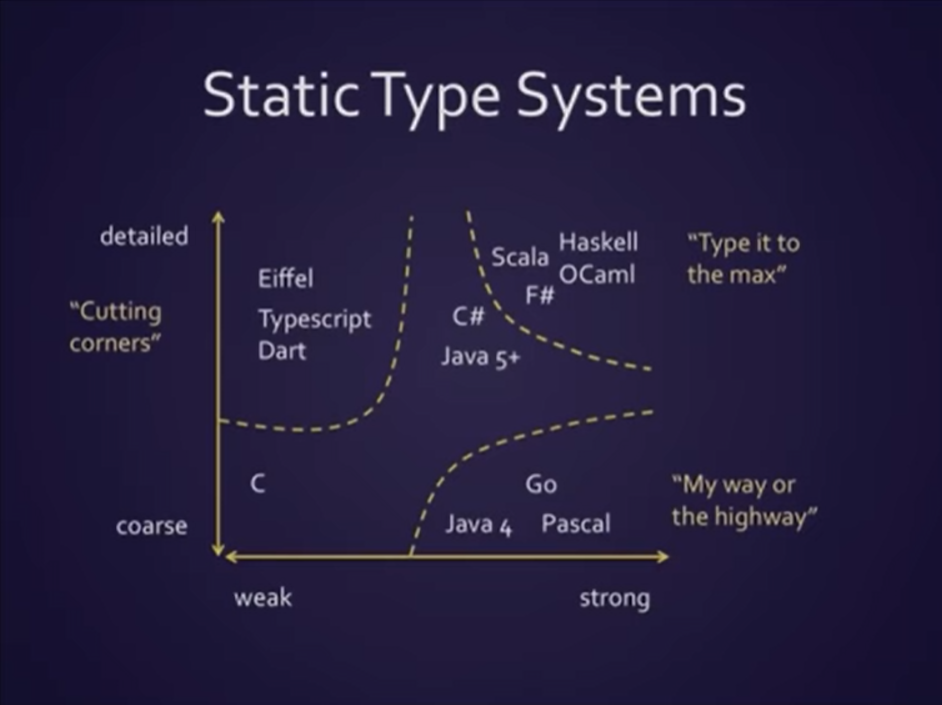 Static Type Systems
detailed
"Cutting
corners"
coarse
Eiffel
Typescript
Dart
C
Scala
Haskell
OCaml
F#
C#
Java 5+
Go
Java 4
Pascal
"Type it to
the max"
"My way or
the highway"
weak
strong